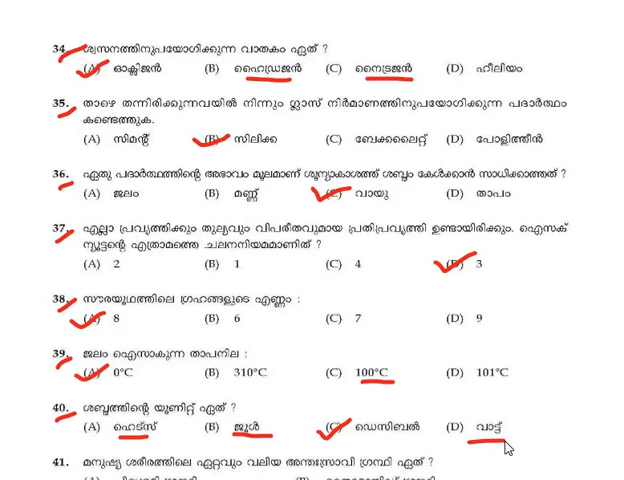 34. ശ്വസനത്തിനുപയോഗിക്കുന്ന വാതകം ഏത് ?
(A) ഓക്സിജൻ (B) ഹൈഡ്രജൻ (C) നൈട്രജൻ (D) ഹീലിയം
35. താഴെ തന്നിരിക്കുന്നവയിൽ നിന്നും ഗ്ലാസ് നിർമാണത്തിനുപയോഗിക്കുന്ന പദാർത്ഥം
കണ്ടെത്തുക.
(A) സിമന്റ് (B) സിലിക്ക (C) ബേക്കലൈറ്റ് (D) പോളിത്തീൻ
36. ഏതു പദാർത്ഥത്തിന്റെ അഭാവം മൂലമാണ് ശൂന്യാകാശത്ത് ശബ്ദം കേൾക്കാൻ സാധിക്കാത്തത് ?
(A) ജലം (B) മണ്ണ് (C) വായു (D) താപം
37. എല്ലാ പ്രവൃത്തിക്കും തുല്യവും വിപരീതവുമായ പ്രതിപ്രവൃത്തി ഉണ്ടായിരിക്കും. ഐസക്
ന്യൂട്ടന്റെ എത്രാമത്തെ ചലനനിയമമാണിത് ?
(A) 2 (B) 1 (C) 4 (D) 3
38. സൗരയൂഥത്തിലെ ഗ്രഹങ്ങളുടെ എണ്ണം :
(A) 8 (B) 6 (C) 7 (D) 9
39. ജലം ഐസാകുന്ന താപനില :
(A) 0°C (B) 310°C (C) 100°C (D) 101°C
40. ശബ്ദത്തിന്റെ യൂണിറ്റ് ഏത് ?
(A) ഹെട്സ് (B) ജൂൾ (C) ഡെസിബൽ (D) വാട്ട്
41. മനുഷ്യ ശരീരത്തിലെ ഏറ്റവും വലിയ അന്തഃസ്രാവി ഗ്രന്ഥി ഏത് ?